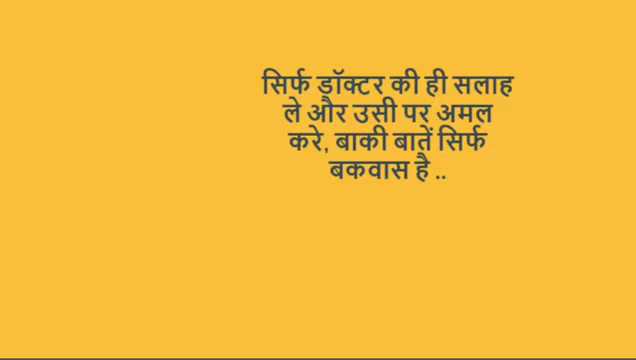 सिर्फ डॉक्टर की ही सलाह
ले और उसी पर अमल
करे, बाकी बातें सिर्फ
बकवास है ..